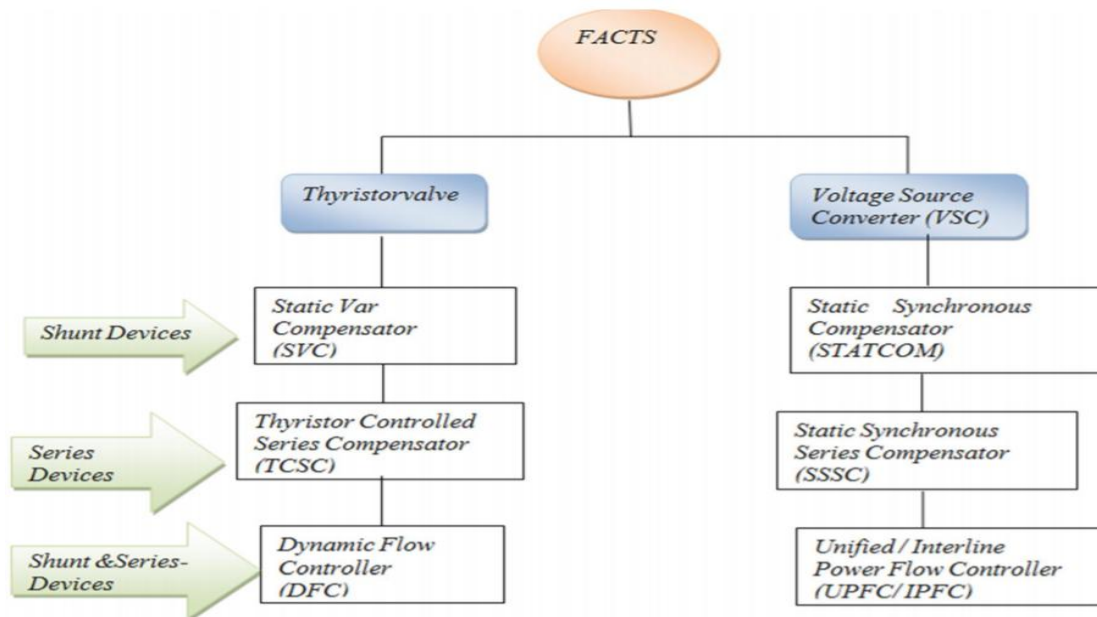 FACTS
Thyristorvalve
Voltage Source
Converter (VSC)
Shunt Devices
Static Var
Compensator
(SVC)
Static Synchronous
Compensator
(STATCOM)
Series
Devices
Thyristor Controlled
Series Compensator
(TCSC)
Static Synchronous
Series Compensator
(SSSC)
Shunt &Series-
Devices
Dynamic Flow
Controller
(DFC)
Unified / Interline
Power Flow Controller
(UPFC/ IPFC)